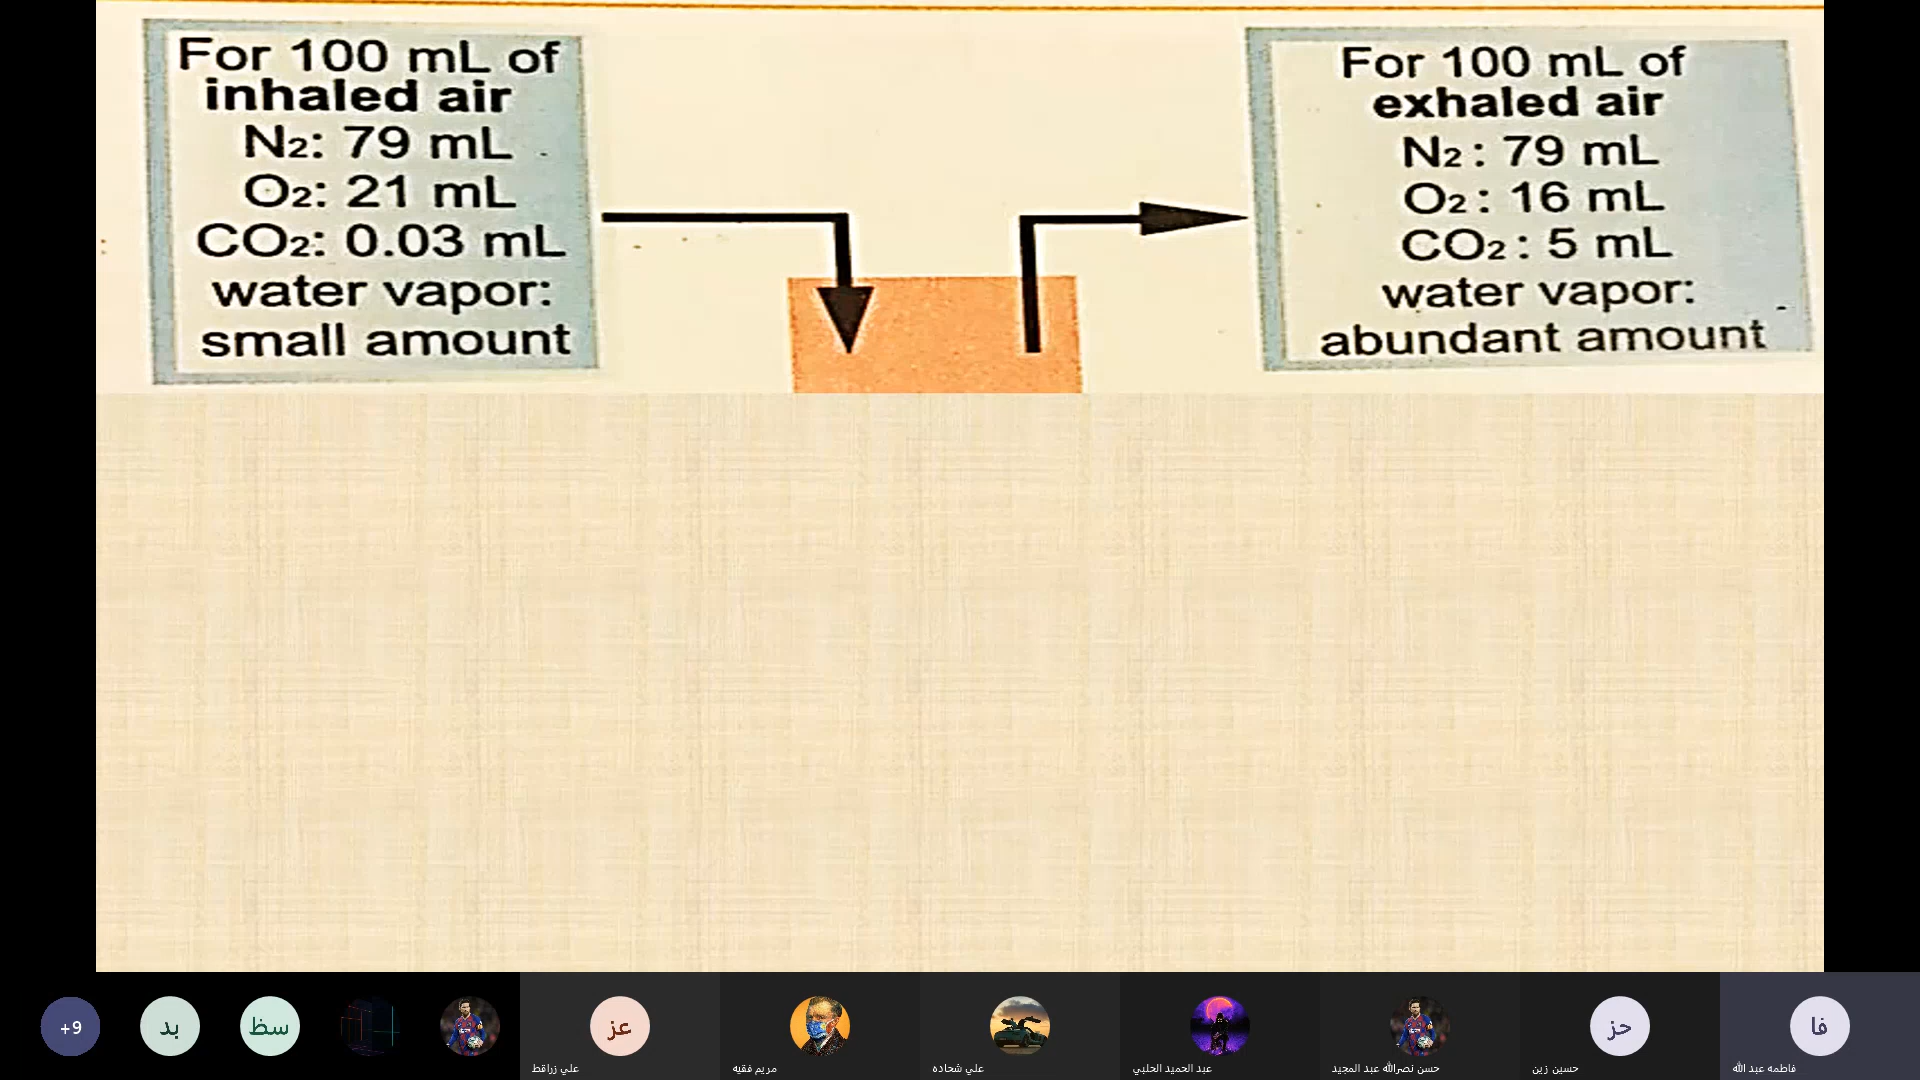 For 100 mL of
inhaled air
N₂: 79 mL
O₂: 21 mL
CO₂: 0.03 mL
water vapor:
small amount
For 100 mL of
exhaled air
N₂ : 79 mL
O₂ : 16 mL
CO₂ : 5 mL
water vapor:
abundant amount
+9
بد
سظ
عز
علي زراقط
مريم فقيه
علي شحاده
عبد الحميد الحلبي
حسن نصرالله عبد المجيد
حز
حسين زين
فا
فاطمه عبد الله